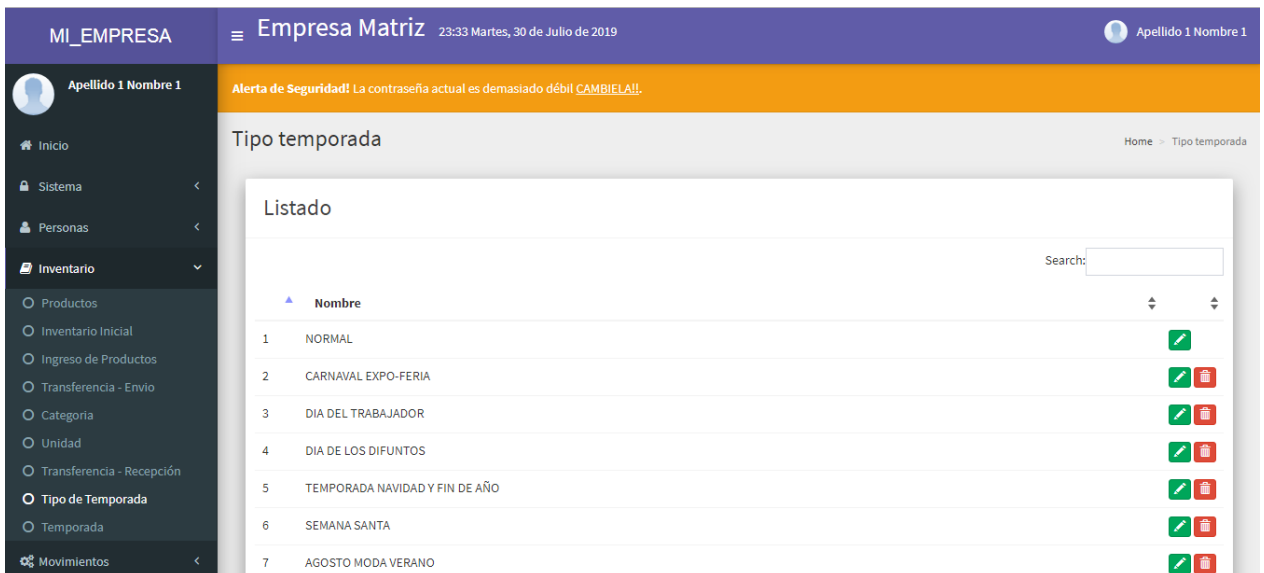 MI_EMPRESA
Empresa Matriz 23:33 Martes, 30 de Julio de 2019
Apellido 1 Nombre 1
Apellido 1 Nombre 1
Inicio
Sistema
Personas
Inventario
Productos
Inventario Inicial
Ingreso de Productos
Transferencia - Envio
Categoria
Unidad
Transferencia - Recepción
Tipo de Temporada
Temporada
Movimientos
Alerta de Seguridad! La contraseña actual es demasiado débil CAMBIELA!!.
Tipo temporada
Home > Tipo temporada
Listado
Search:
Nombre
1 NORMAL
2 CARNAVAL EXPO-FERIA
3 DIA DEL TRABAJADOR
4 DIA DE LOS DIFUNTOS
5 TEMPORADA NAVIDAD Y FIN DE AÑO
6 SEMANA SANTA
7 AGOSTO MODA VERANO